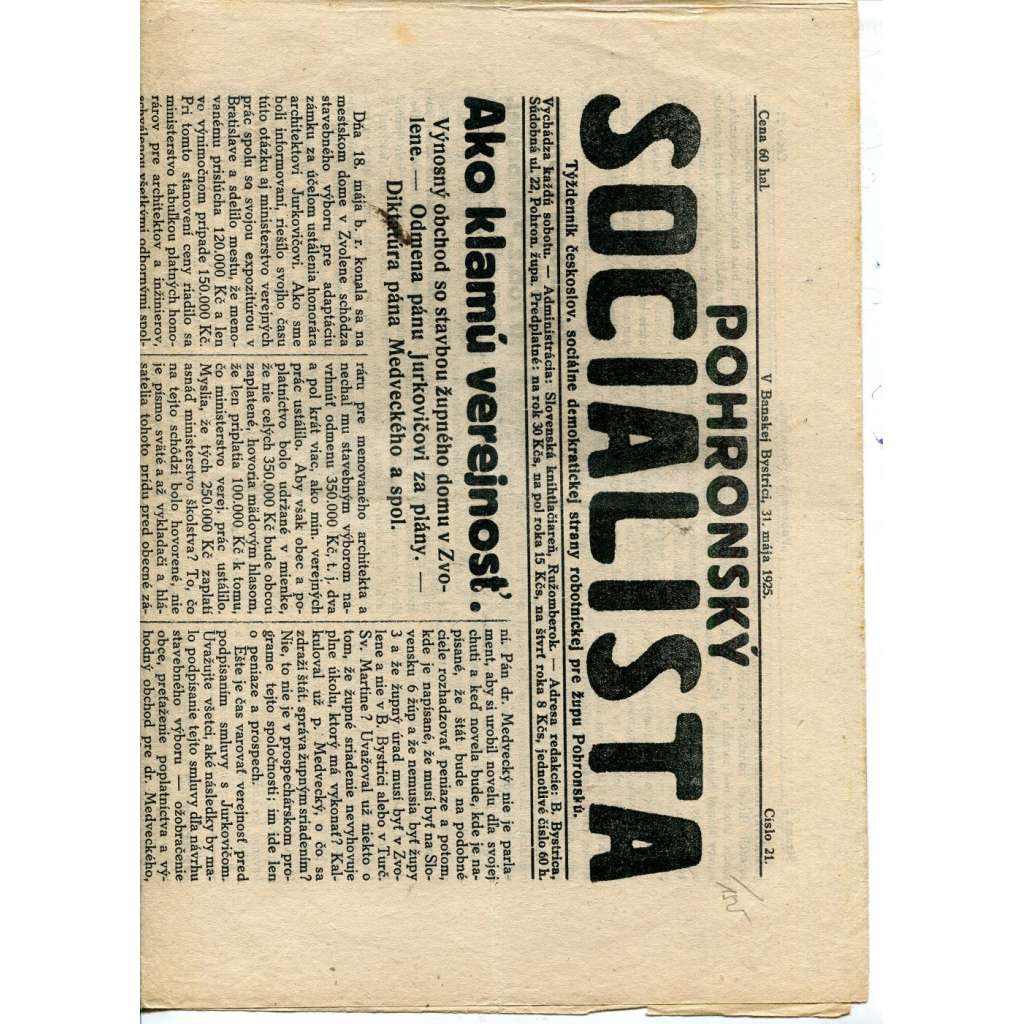 Cena 60 hal.
V Banskej Bystrici, 31. mája 1925.
Číslo 21.
POHRONSKÝ
SOCIALISTA
Týždenník českoslov. sociálne demokratickej strany robotníckej pre župu Pohronskú.
Vychádza každú sobotu. — Administrácia: Slovenská knihtlačiareň, Ružomberok. — Adresa redakcie: B. Bystrica,
Súdobná ul. 22, Pohron. župa. Predplatné: na rok 30 Kčs, na pol roka 15 Kčs, na štvrť roka 8 Kčs, jednotlivé číslo 60 h.
Ako klamú verejnosť.
Výnosný obchod so stavbou župného domu v Zvo-
lene. — Odmena pánu Jurkovičovi za plány. —
Diktatúra pána Medveckého a spol.
Dňa 18. mája b. r. konala sa na
mestskom dome v Zvolene schôdza
stavebného výboru pre adaptáciu
zámku za účelom ustálenia honorára
architektovi Jurkovičovi. Ako sme
boli informovaní, riešilo svojho času
túto otázku aj ministerstvo verejných
prác spolu so svojou expozitúrou v
Bratislave a sdelilo mestu, že meno-
vanému prislúcha 120.000 Kč a len
vo výnimočnom prípade 150.000 Kč.
Pri tomto stanovení ceny riadilo sa
ministerstvo tabuľkou platných hono-
rárov pre architektov a inžinierov,
schválenou všetkými odbornými spol-
ráru pre menovaného architekta a
nechal mu stavebným výborom na-
vrhnúť odmenu 350.000 Kč, t. j. dva
a pol krát viac, ako min. verejných
prác ustálilo. Aby však obec a po-
platníctvo bolo udržané v mienke,
že nie celých 350.000 Kč bude obcou
zaplatené, hovoria mädovým hlasom,
že len priplatia 100.000 Kč k tomu,
čo ministerstvo verej. prác ustálilo.
Myslia, že tých 250.000 Kč zaplatí
asnáď ministerstvo školstva? To, čo
na tejto schôdzi bolo hovorené, nie
je písmo sväté a až vykladači a hlá-
satelia tohoto prídu pred obecné zá-
ní. Pán dr. Medvecký nie je parla-
ment, aby si urobil novelu dľa svojej
chuti a keď novela bude, kde je na-
písané, že štát bude na podobné
ciele rozhadzovať peniaze a potom,
kde je napísané, že musí byť na Slo-
vensku 6 žúp a že nemusia byť župy
3 a že župný úrad musí byť v Zvo-
lene a nie v B. Bystrici alebo v Turč.
Sv. Martine? Uvažoval už niekto o
tom, že župné sriadenie nevyhovuje
plne úkolu, ktorý má vykonať? Kal-
kuloval už p. Medvecký, o čo sa
zdraží štát. správa župným sriadením?
Nie, to nie je v prospechárskom pro-
grame tejto spoločnosti; im ide len
o peniaze a prospech.
Ešte je čas varovať verejnosť pred
podpísaním smluvy s Jurkovičom.
Uvažujte všetci, aké následky by ma-
lo podpísanie tejto smluvy dľa návrhu
stavebného výboru — ožobračenie
obce, preťaženie poplatníctva a vý-
hodný obchod pre dr. Medveckého,